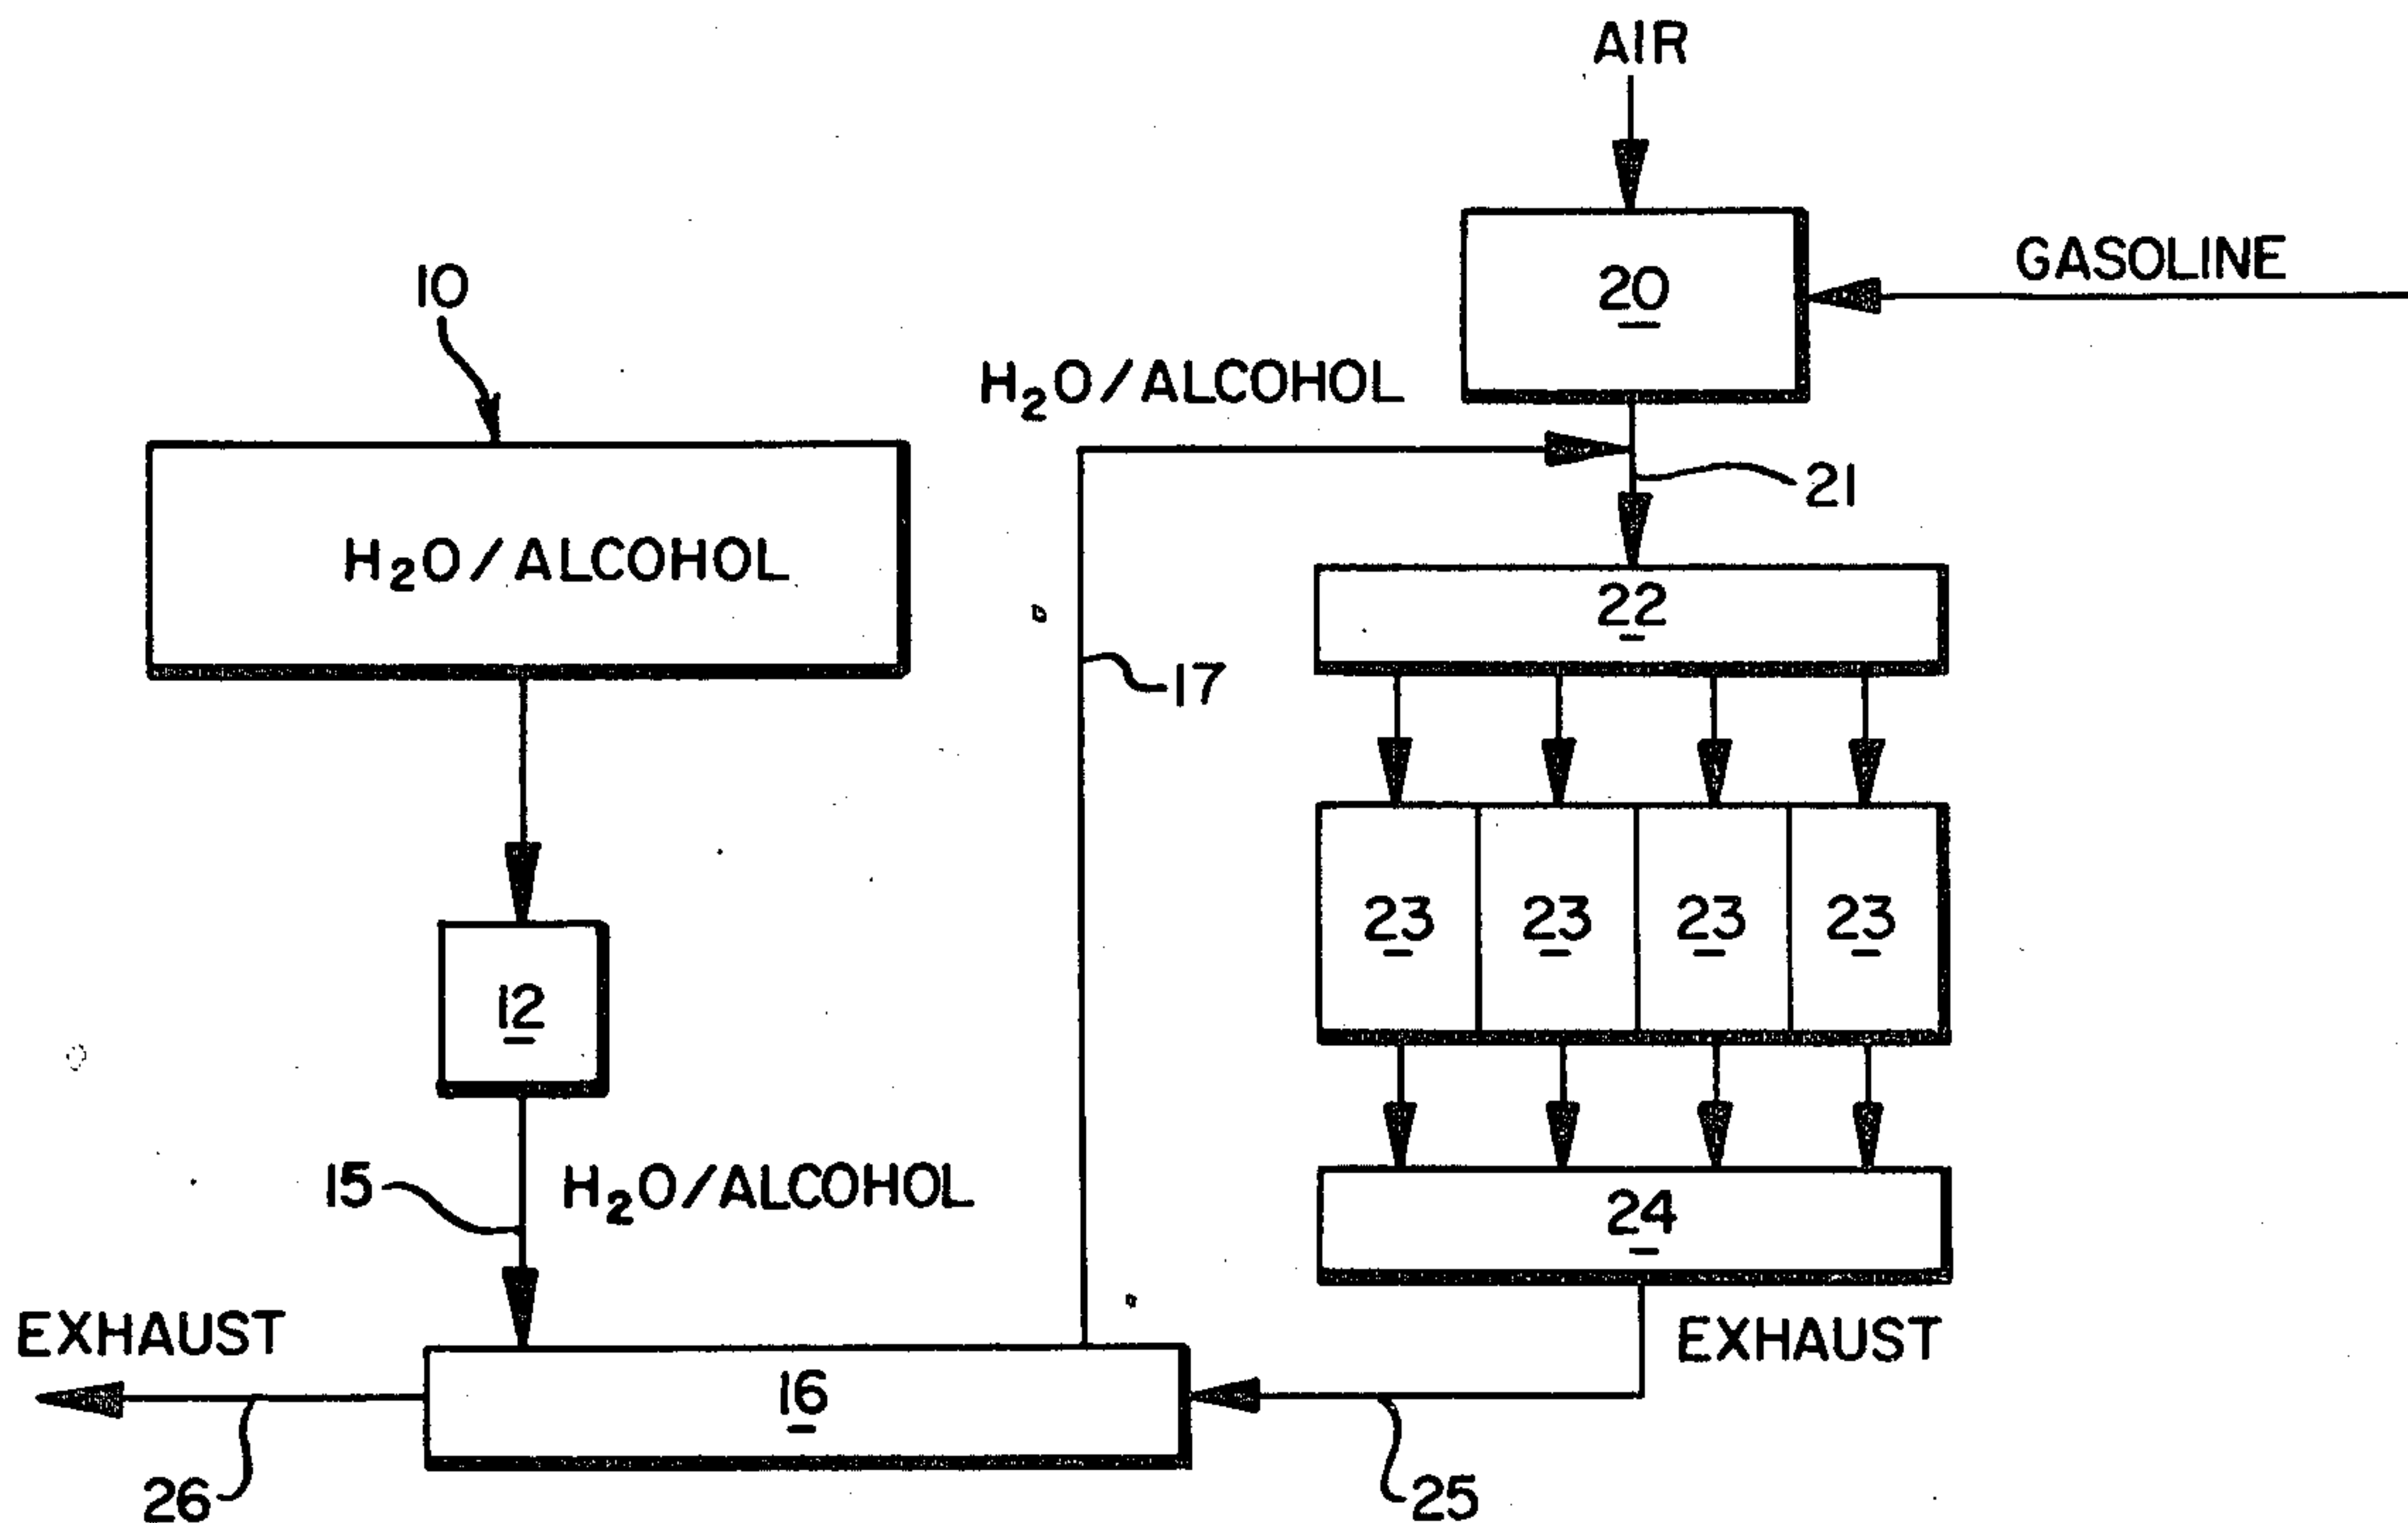 AIR
20
GASOLINE
10
H₂O/ALCOHOL
H₂O/ALCOHOL
21
22
17
23 23 23 23
12
15
H₂O/ALCOHOL
24
EXHAUST
EXHAUST
16
26
25